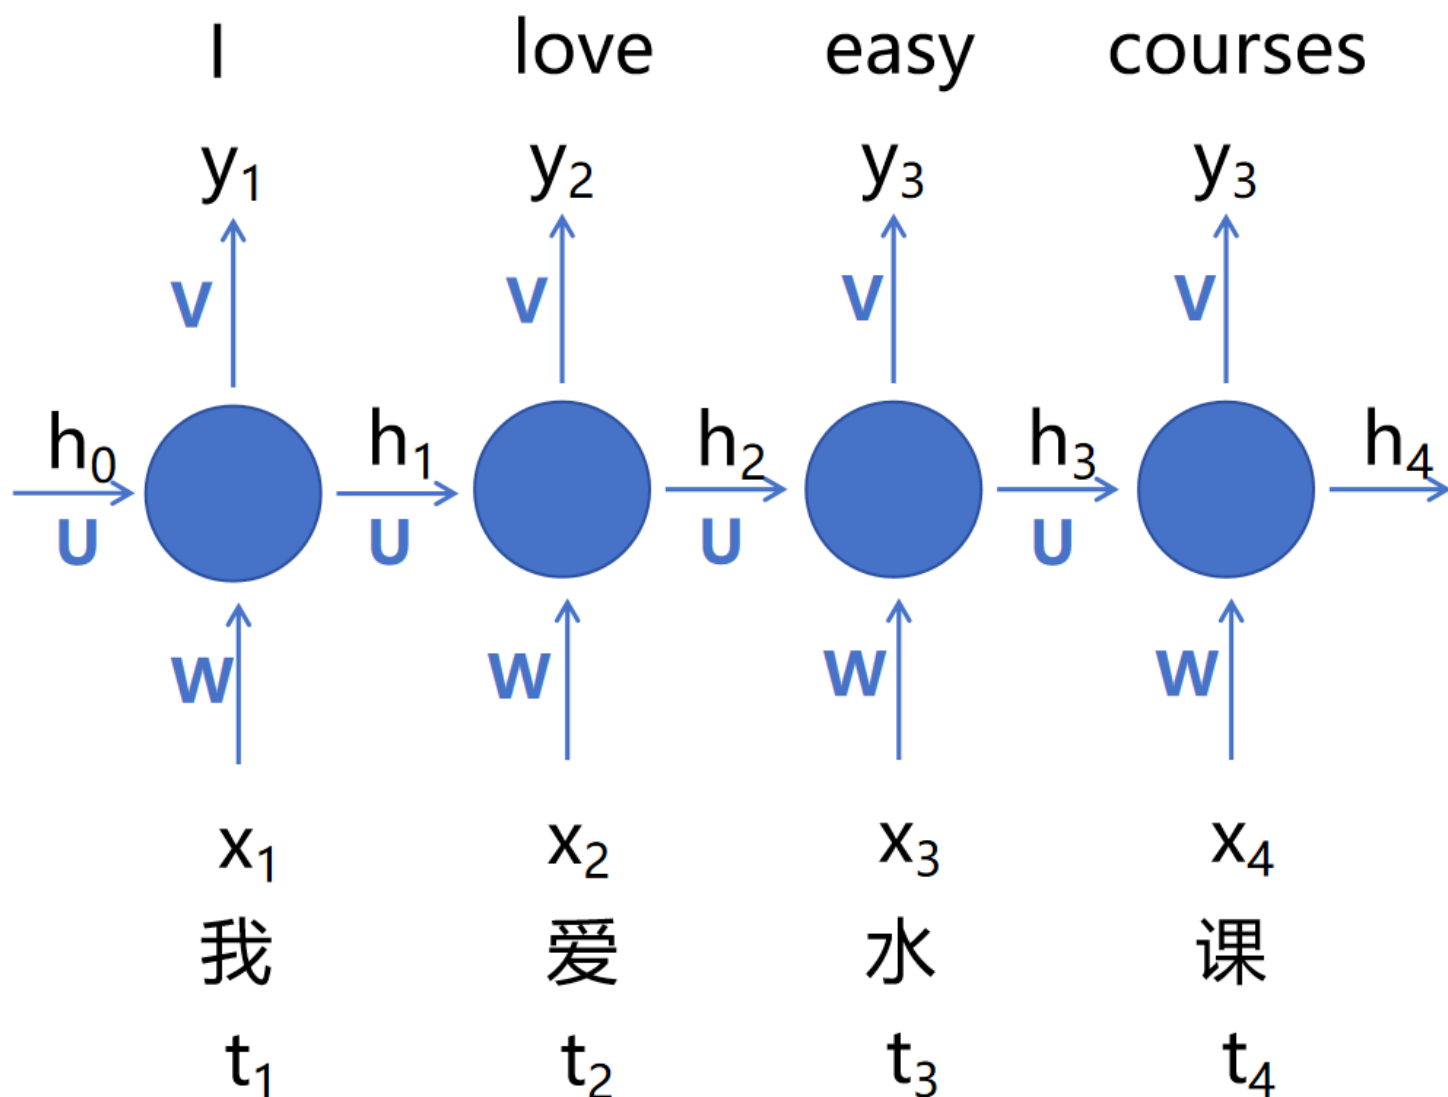 I love easy courses
y₁ y₂ y₃ y₃
V V V V
h₀ h₁ h₂ h₃ h₄
U U U U
W W W W
x₁ x₂ x₃ x₄
我 爱 水 课
t₁ t₂ t₃ t₄